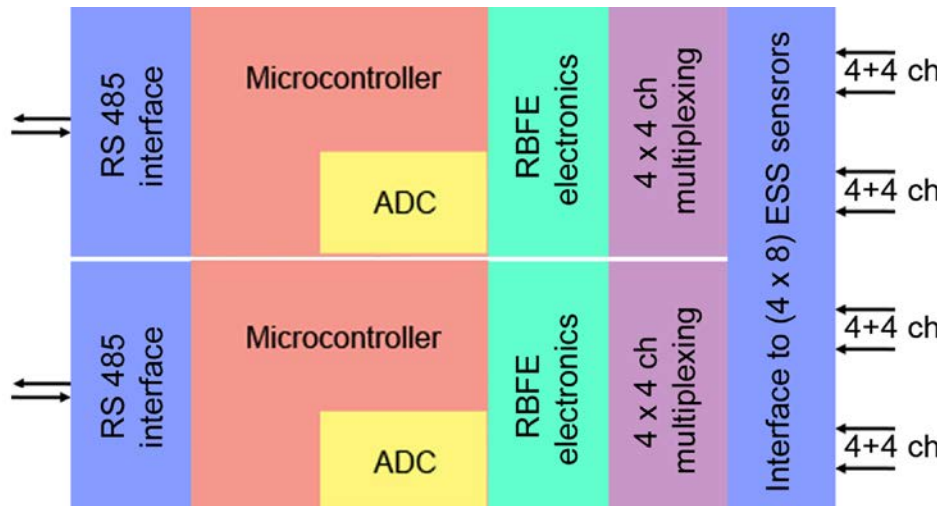 RS 485
interface
Microcontroller
ADC
RBFE
electronics
4 x 4 ch
multiplexing
Interface to (4 x 8) ESS sensrors
4+4 ch
4+4 ch
RS 485
interface
Microcontroller
ADC
RBFE
electronics
4 x 4 ch
multiplexing
4+4 ch
4+4 ch